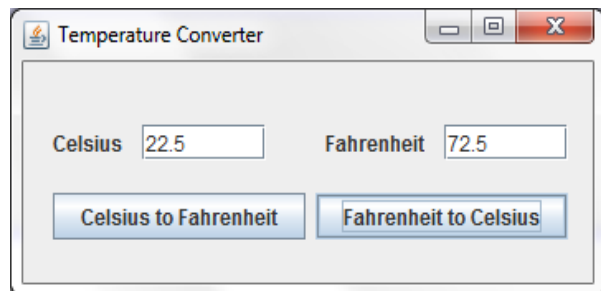 Temperature Converter
Celsius 22.5 Fahrenheit 72.5
Celsius to Fahrenheit Fahrenheit to Celsius